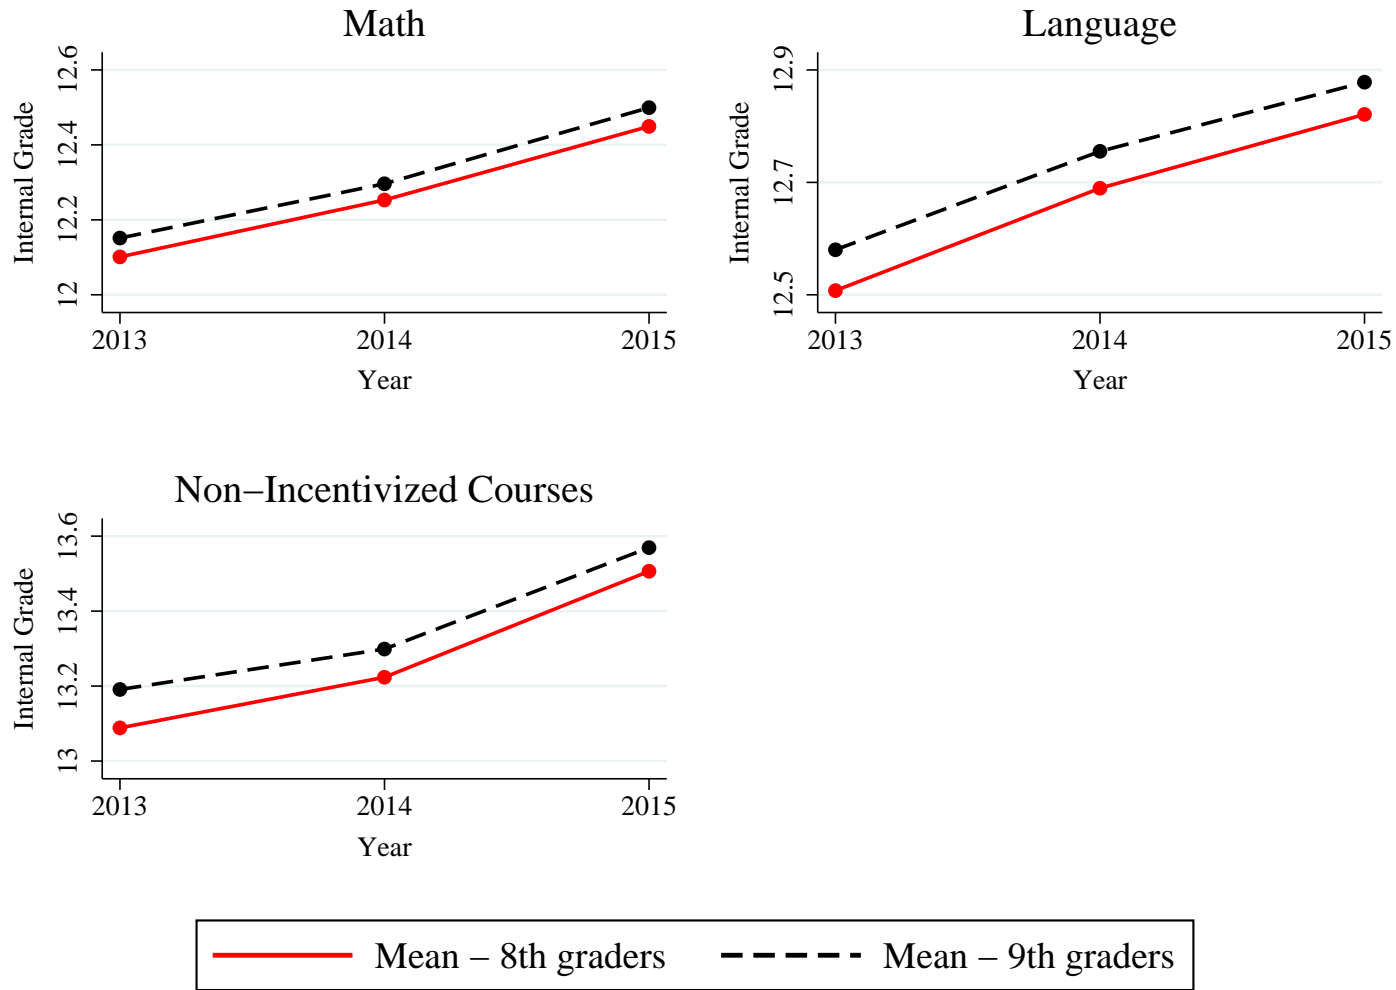 Math
Internal Grade
12.6
12.4
12.2
12
2013 2014 2015
Year
Language
Internal Grade
12.9
12.7
12.5
2013 2014 2015
Year
Non−Incentivized Courses
Internal Grade
13.6
13.4
13.2
13
2013 2014 2015
Year
Mean − 8th graders Mean − 9th graders